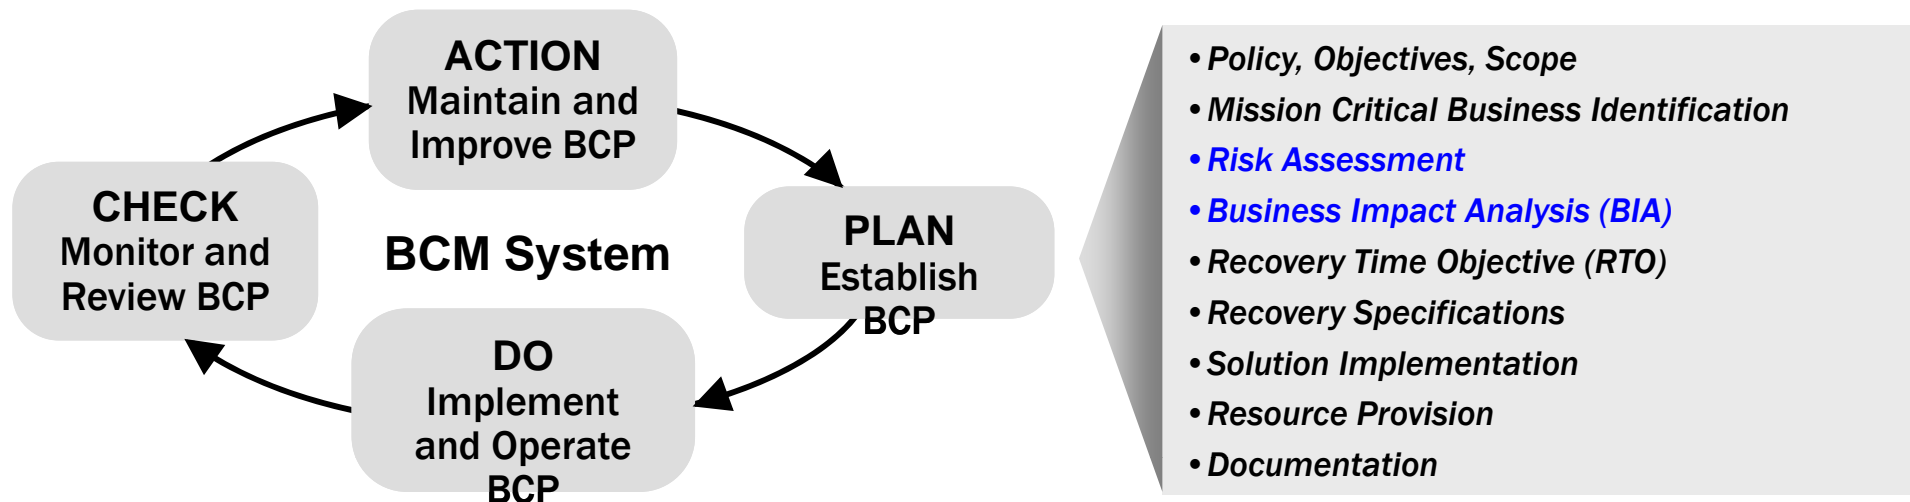 ACTION
Maintain and
Improve BCP
CHECK
Monitor and
Review BCP
BCM System
PLAN
Establish
BCP
DO
Implement
and Operate
BCP
• Policy, Objectives, Scope
• Mission Critical Business Identification
• Risk Assessment
• Business Impact Analysis (BIA)
• Recovery Time Objective (RTO)
• Recovery Specifications
• Solution Implementation
• Resource Provision
• Documentation